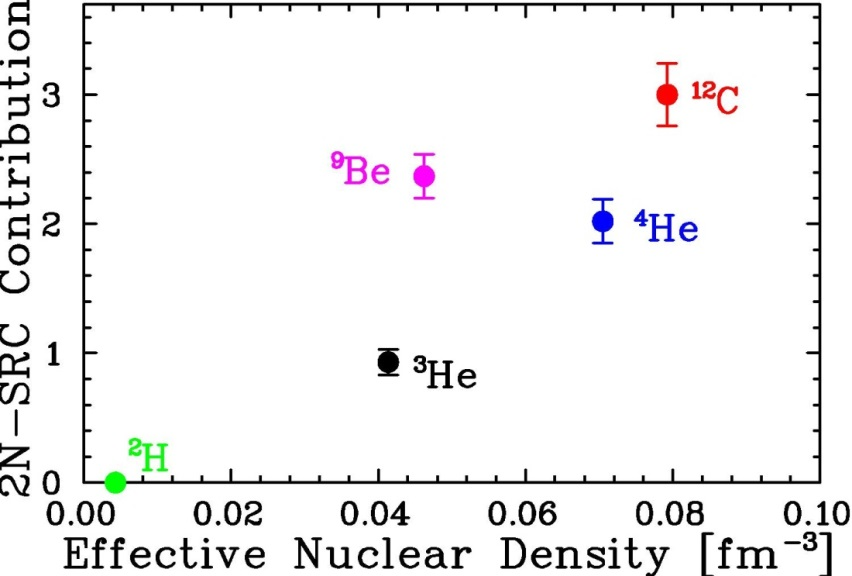 2N-SRC Contribution
3
2
1
0
¹²C
⁹Be
⁴He
³He
²H
0.00 0.02 0.04 0.06 0.08 0.10
Effective Nuclear Density [fm⁻³]